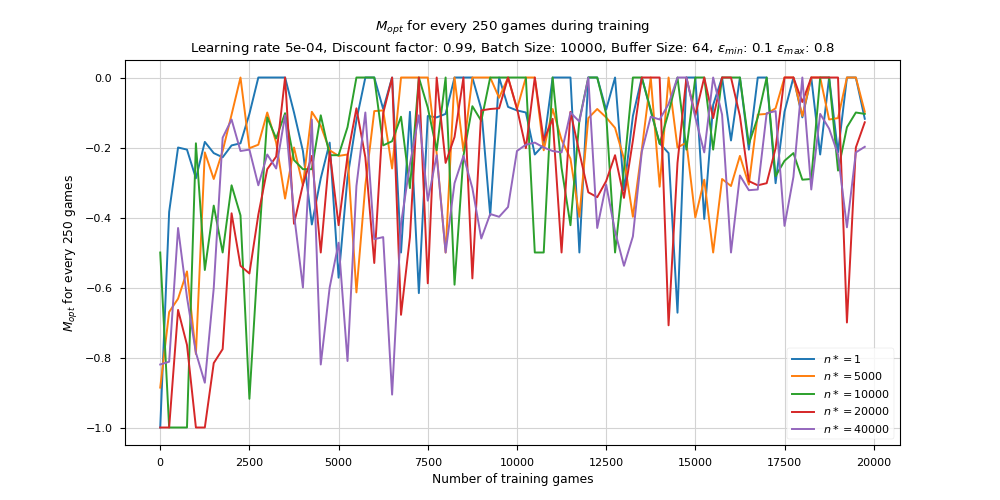 M_opt for every 250 games during training
Learning rate 5e-04, Discount factor: 0.99, Batch Size: 10000, Buffer Size: 64, ε_min: 0.1 ε_max: 0.8
M_opt for every 250 games
0.0
−0.2
−0.4
−0.6
−0.8
−1.0
n* = 1
n* = 5000
n* = 10000
n* = 20000
n* = 40000
0 2500 5000 7500 10000 12500 15000 17500 20000
Number of training games